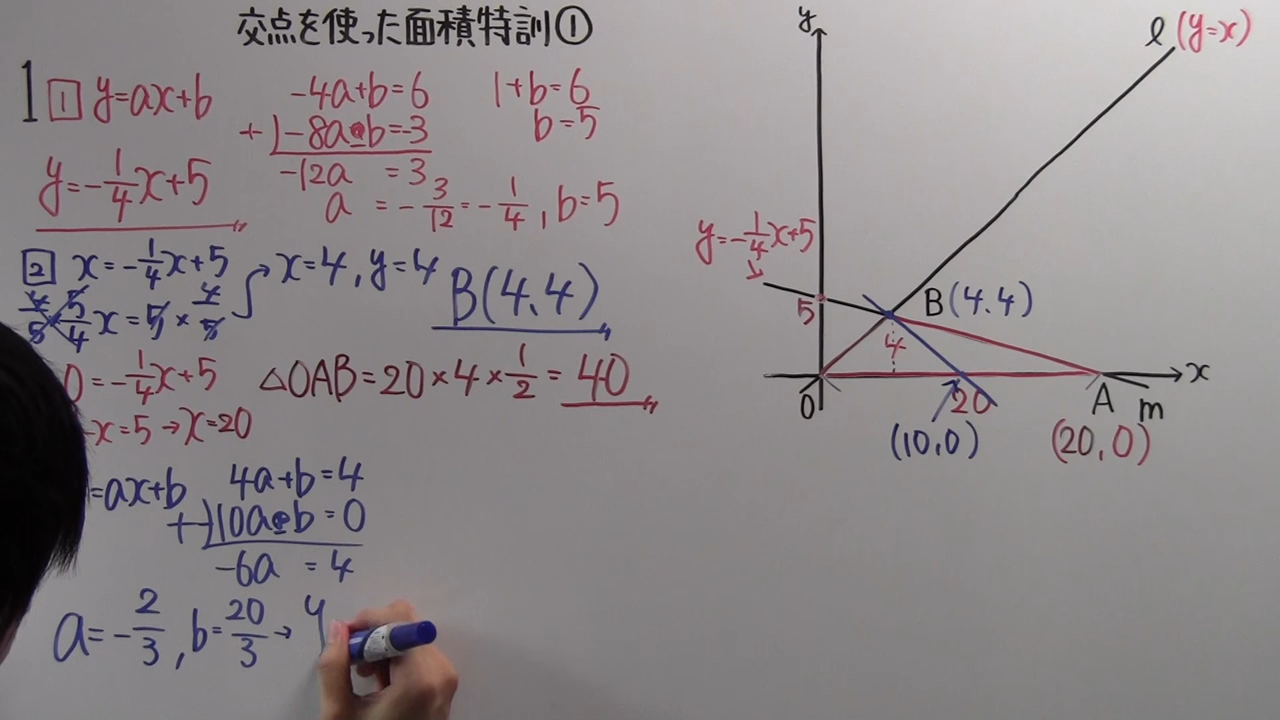 交点を使った面積特訓①
1 1 y=ax+b
-4a+b=6
+)-8a-b=-3
-12a =3
a =-3/12=-1/4, b=5
1+b=6
b=5
y=-1/4x+5
2 x=-1/4x+5
4/5×5/4x=5×4/5
x=4, y=4
B(4.4)
0=-1/4x+5
-x=5→x=20
△OAB=20×4×1/2=40
=ax+b
4a+b=4
+)-10a-b=0
-6a =4
a=-2/3, b=20/3→y
y
ℓ(y=x)
y=-1/4x+5
5
B(4.4)
4
x
0
20
A
m
(10,0)
(20,0)